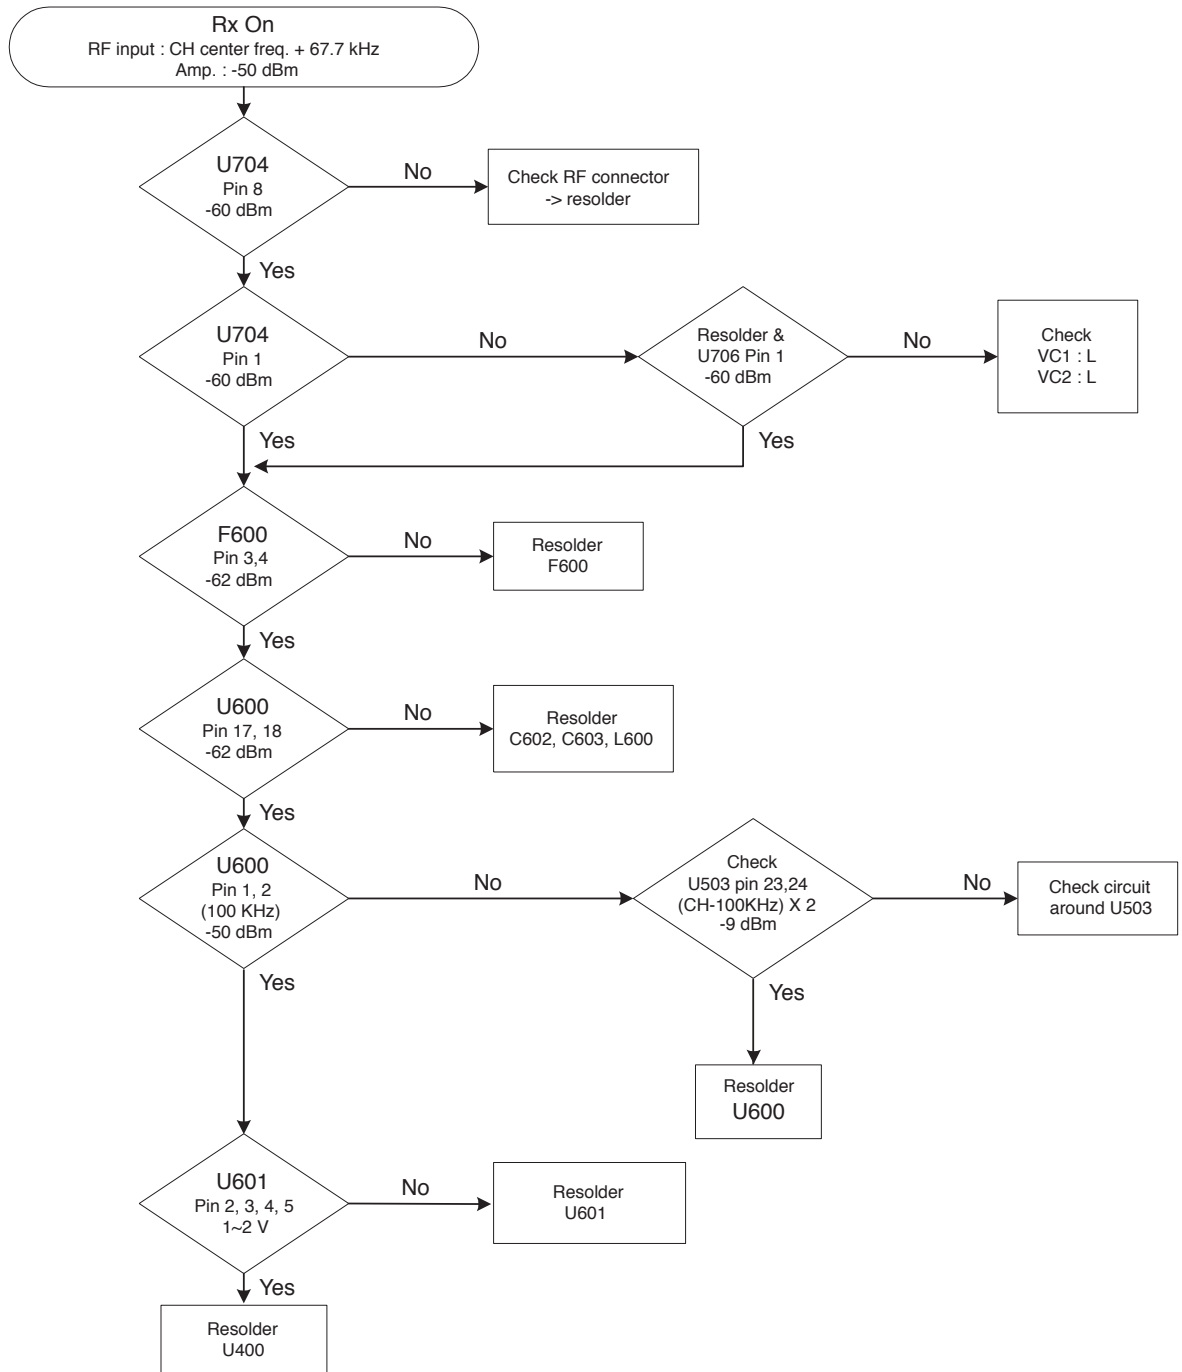 Rx On
RF input : CH center freq. + 67.7 kHz
Amp. : -50 dBm
U704
Pin 8
-60 dBm
No
Check RF connector
-> resolder
Yes
U704
Pin 1
-60 dBm
No
Resolder &
U706 Pin 1
-60 dBm
No
Check
VC1 : L
VC2 : L
Yes
Yes
F600
Pin 3,4
-62 dBm
No
Resolder
F600
Yes
U600
Pin 17, 18
-62 dBm
No
Resolder
C602, C603, L600
Yes
U600
Pin 1, 2
(100 KHz)
-50 dBm
No
Check
U503 pin 23,24
(CH-100KHz) X 2
-9 dBm
No
Check circuit
around U503
Yes
Yes
Resolder
U600
U601
Pin 2, 3, 4, 5
1~2 V
No
Resolder
U601
Yes
Resolder
U400